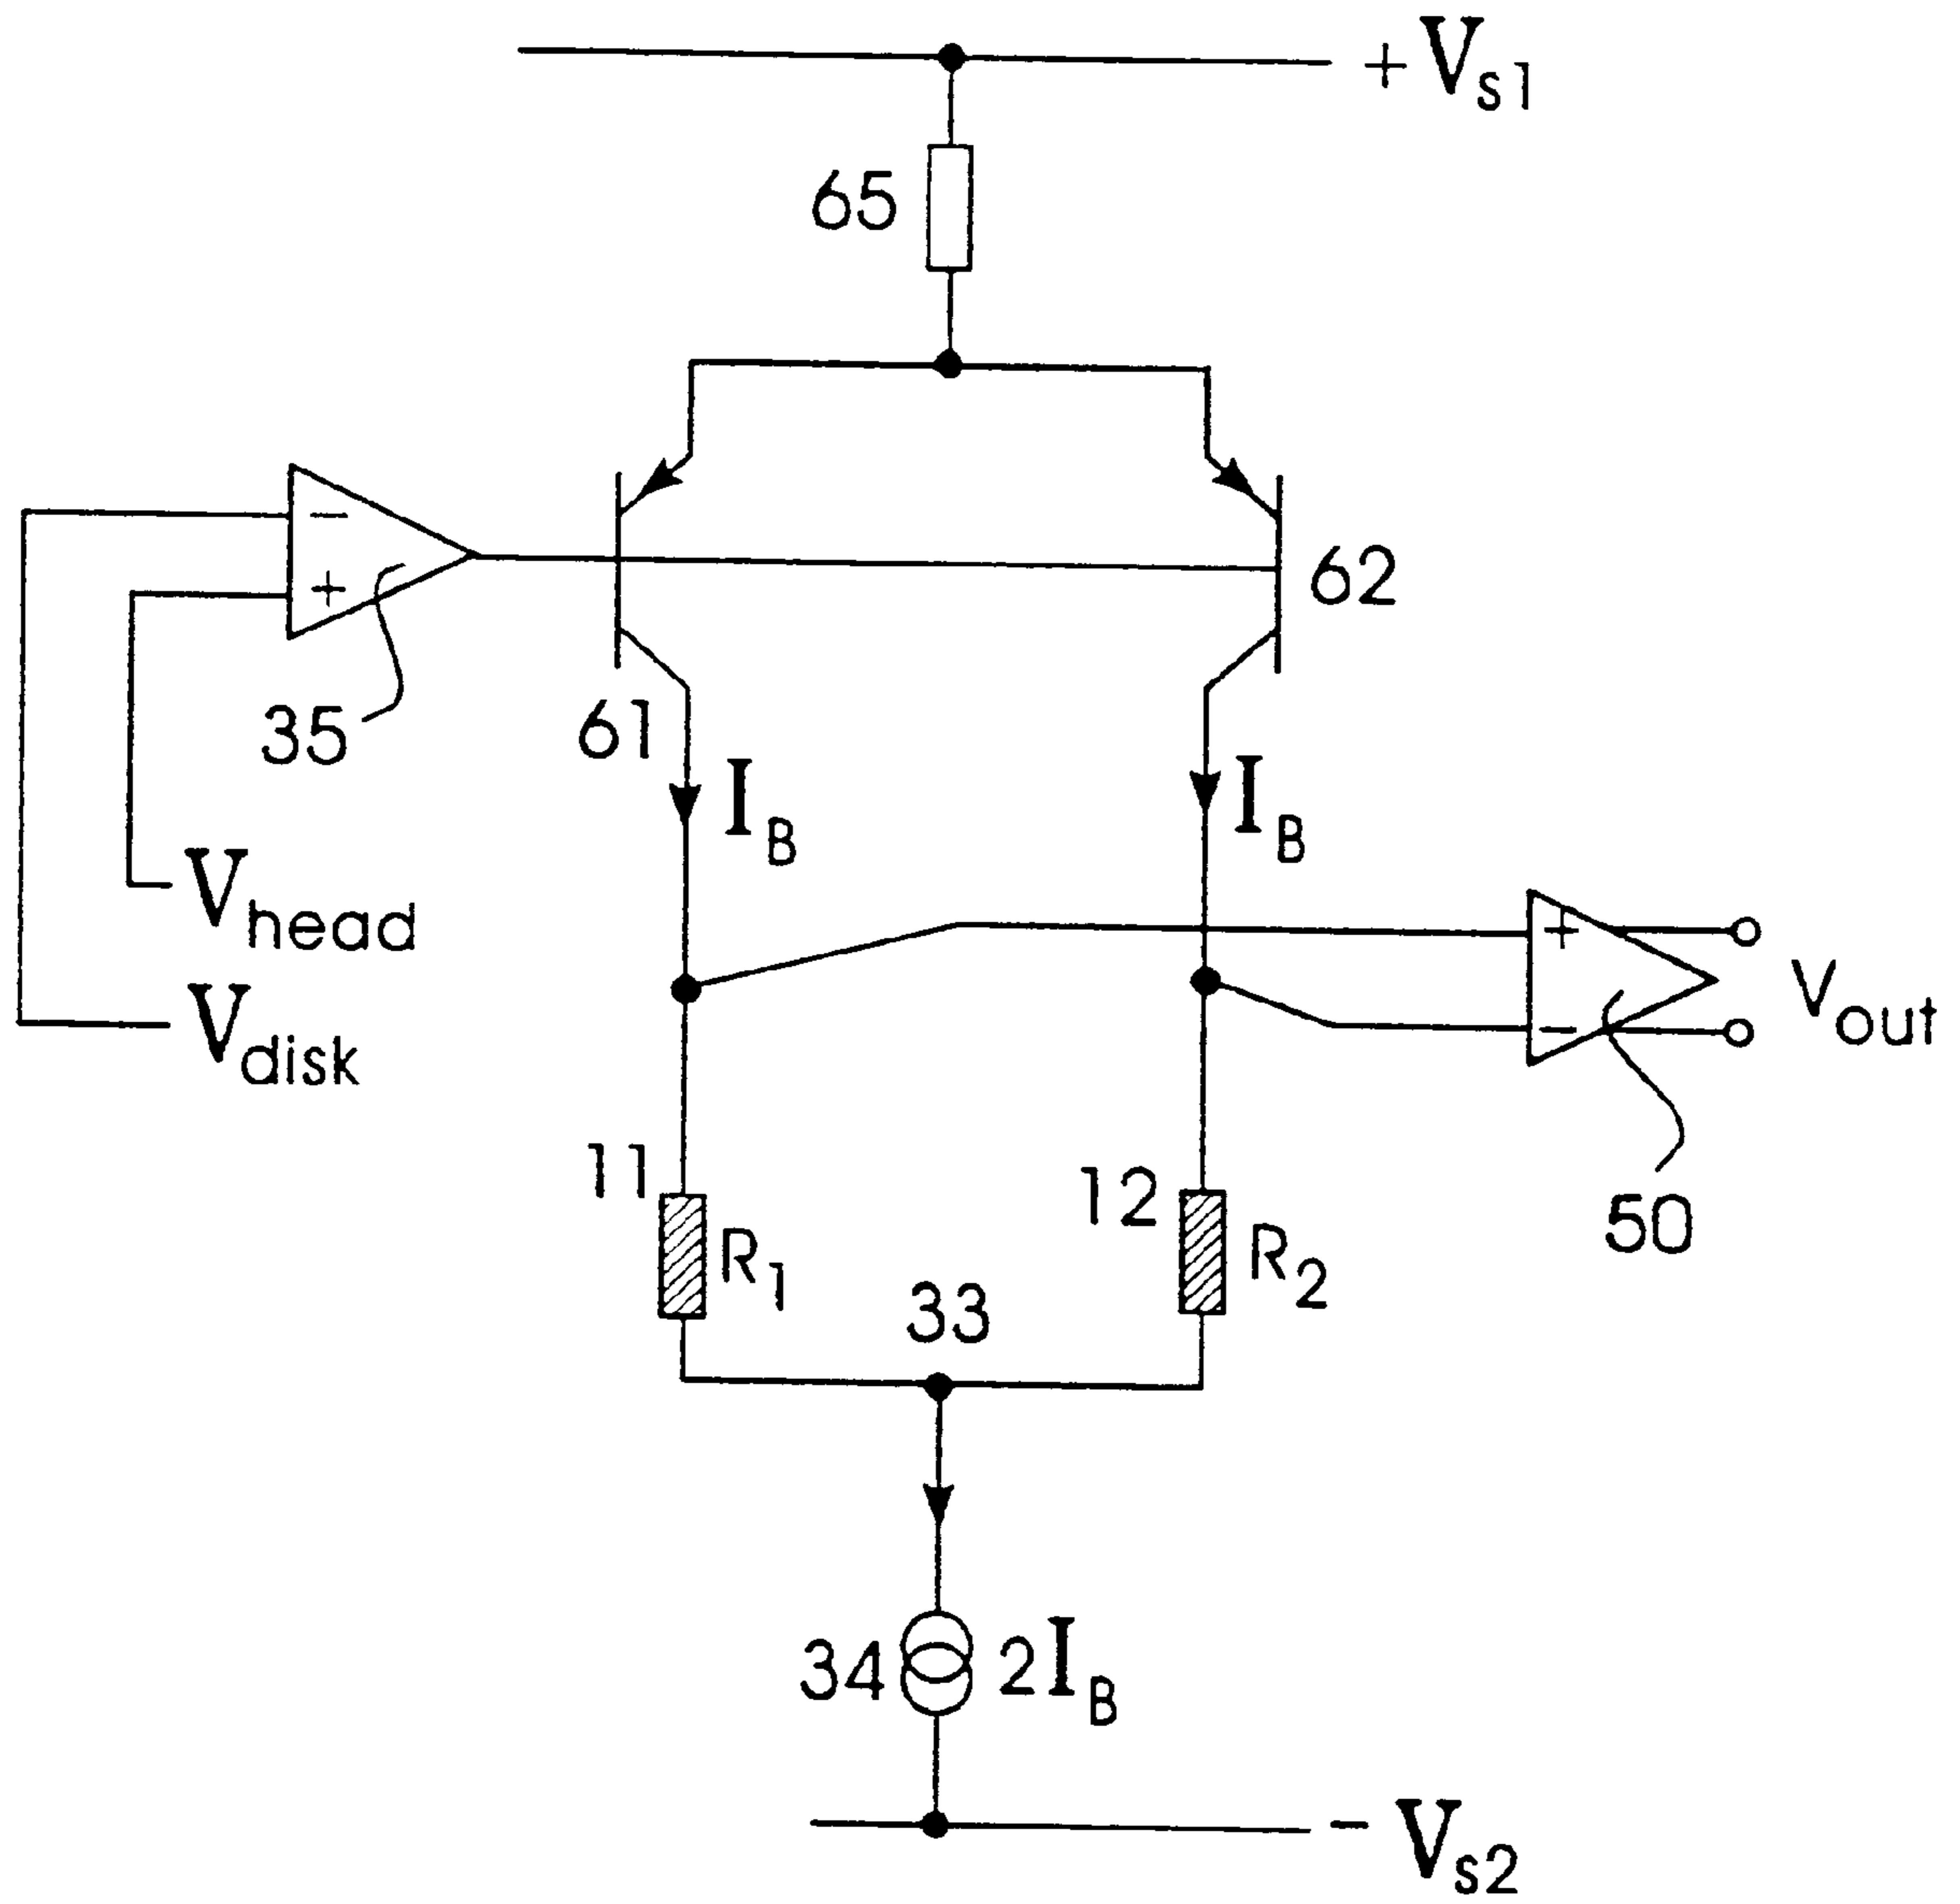 +Vs1
65
−
+
62
35
61
IB
IB
Vhead
+
Vout
Vdisk
−
11
12
50
R1
R2
33
34
2IB
− Vs2